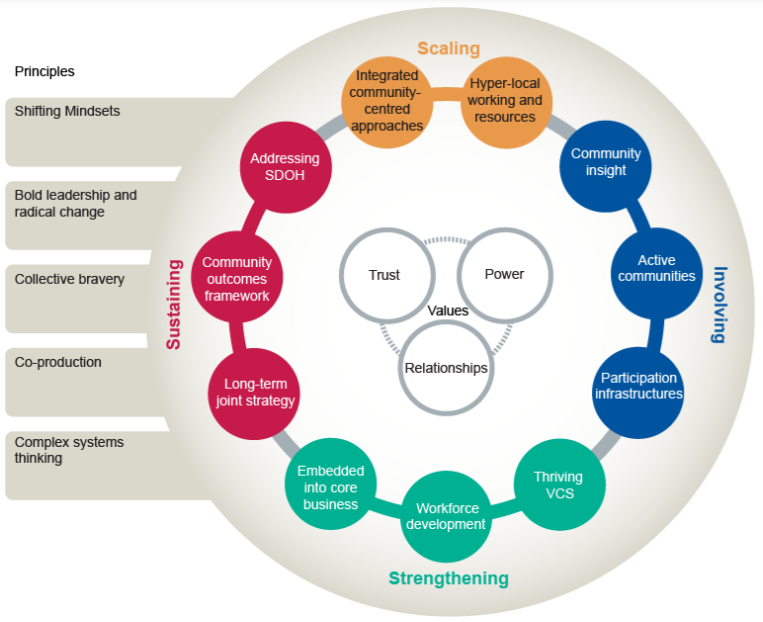 Principles
Shifting Mindsets
Bold leadership and
radical change
Collective bravery
Co-production
Complex systems
thinking
Scaling
Integrated
community-
centred
approaches
Hyper-local
working and
resources
Involving
Community
insight
Active
communities
Participation
infrastructures
Strengthening
Thriving
VCS
Workforce
development
Embedded
into core
business
Sustaining
Long-term
joint strategy
Community
outcomes
framework
Addressing
SDOH
Trust
Power
Values
Relationships